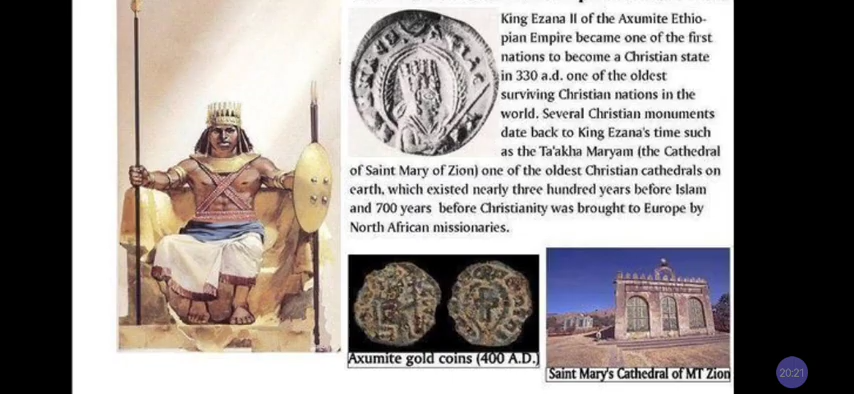 King Ezana II of the Axumite Ethio-
pian Empire became one of the first
nations to become a Christian state
in 330 a.d. one of the oldest
surviving Christian nations in the
world. Several Christian monuments
date back to King Ezana's time such
as the Ta'akha Maryam (the Cathedral
of Saint Mary of Zion) one of the oldest Christian cathedrals on
earth, which existed nearly three hundred years before Islam
and 700 years before Christianity was brought to Europe by
North African missionaries.
Axumite gold coins (400 A.D.)
Saint Mary's Cathedral of MT Zion
20:21